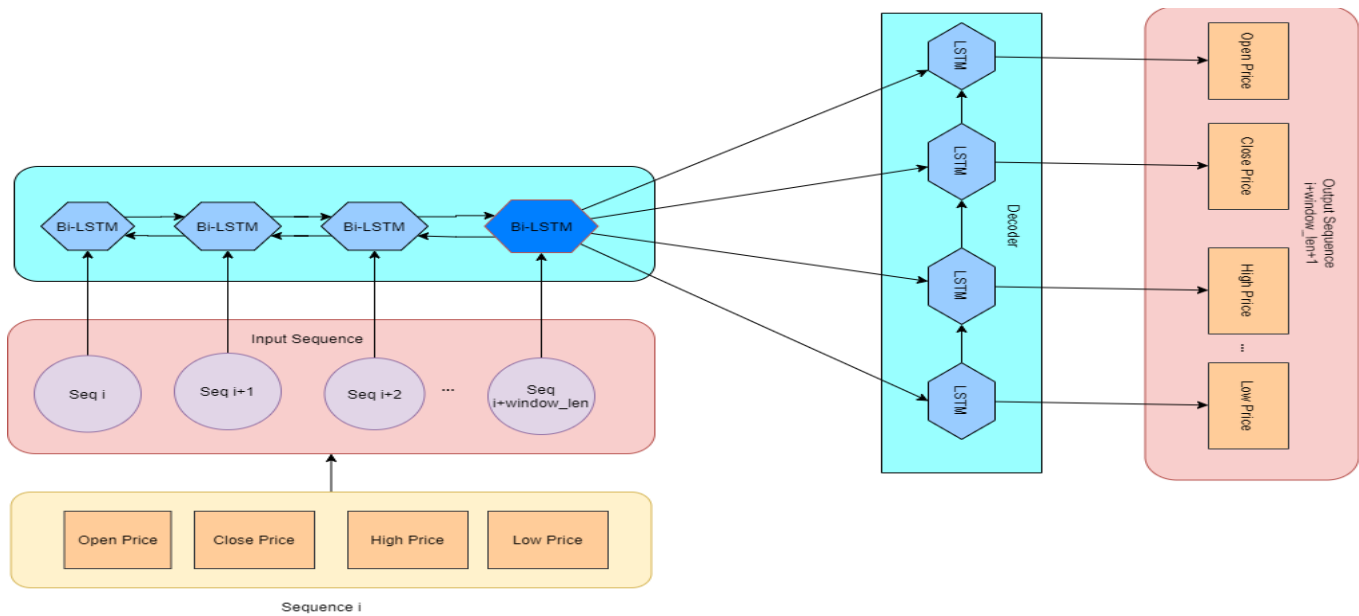 Bi-LSTM
Bi-LSTM
Bi-LSTM
Bi-LSTM
Input Sequence
Seq i
Seq i+1
Seq i+2
...
Seq
i+window_len
Open Price
Close Price
High Price
Low Price
Sequence i
LSTM
LSTM
LSTM
LSTM
Decoder
Open Price
Close Price
High Price
...
Low Price
Output Sequence
i+window_len+1